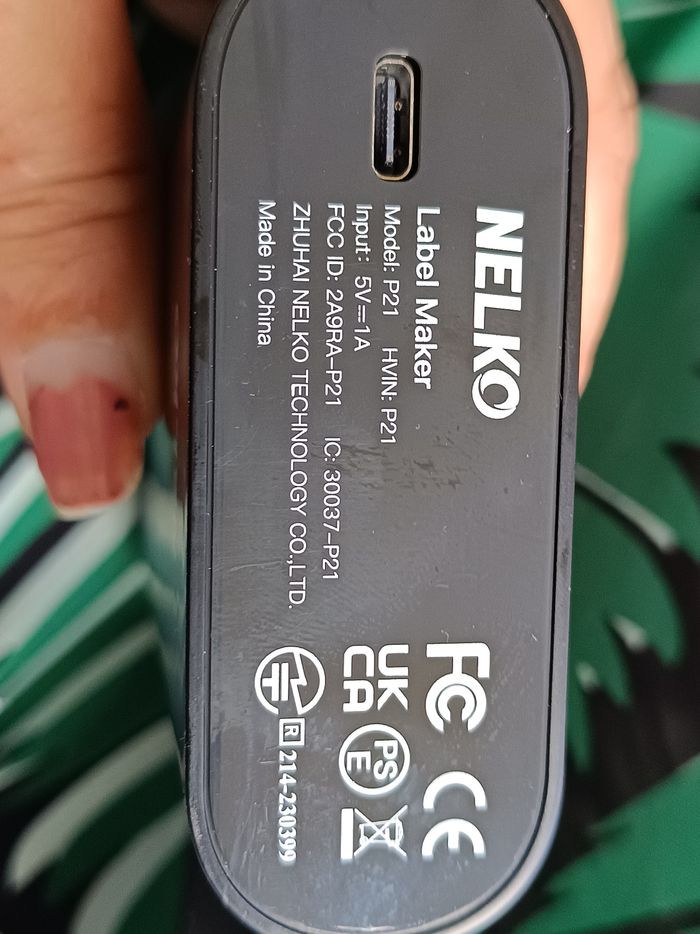 NELKO
Label Maker
Model: P21 HVIN: P21
Input: 5V⎓1A
FCC ID: 2A9RA-P21 IC: 30037-P21
ZHUHAI NELKO TECHNOLOGY CO.,LTD.
Made in China
FC CE
UK
CA
PS
E
R 214-230399